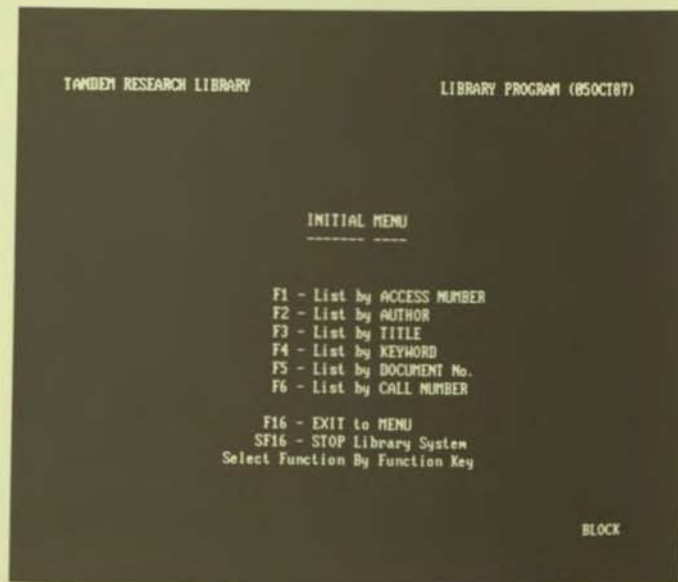 TANDEM RESEARCH LIBRARY LIBRARY PROGRAM (05OCT87)
INITIAL MENU
------- ----
F1 - List by ACCESS NUMBER
F2 - List by AUTHOR
F3 - List by TITLE
F4 - List by KEYWORD
F5 - List by DOCUMENT No.
F6 - List by CALL NUMBER
F16 - EXIT to MENU
SF16 - STOP Library System
Select Function By Function Key
BLOCK